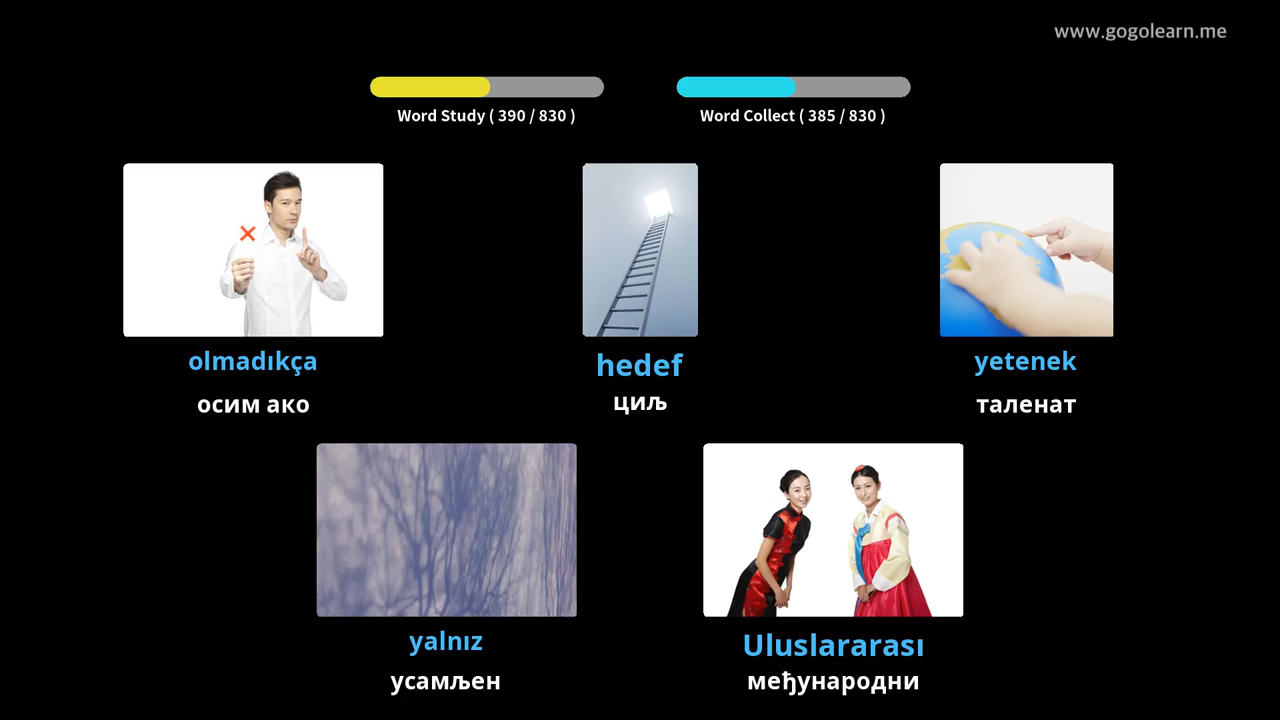 www.gogolearn.me
Word Study ( 390 / 830 )
Word Collect ( 385 / 830 )
olmadıkça
осим ако
hedef
циљ
yetenek
таленат
yalnız
усамљен
Uluslararası
међународни